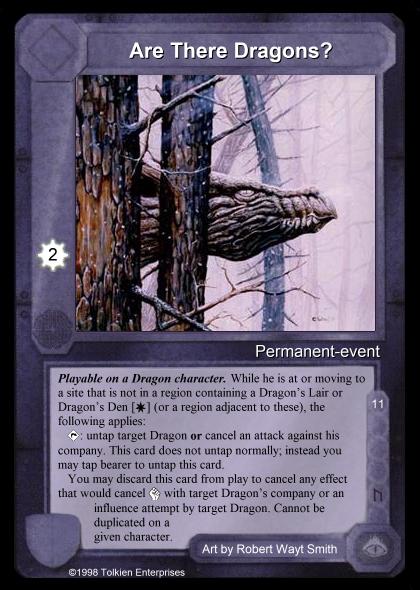 Are There Dragons?
2
Permanent-event
Playable on a Dragon character. While he is at or moving to
a site that is not in a region containing a Dragon's Lair or
Dragon's Den [✷] (or a region adjacent to these), the
following applies:
: untap target Dragon or cancel an attack against his
company. This card does not untap normally; instead you
may tap bearer to untap this card.
You may discard this card from play to cancel any effect
that would cancel with target Dragon's company or an
influence attempt by target Dragon. Cannot be
duplicated on a
given character.
11
Art by Robert Wayt Smith
©1998 Tolkien Enterprises